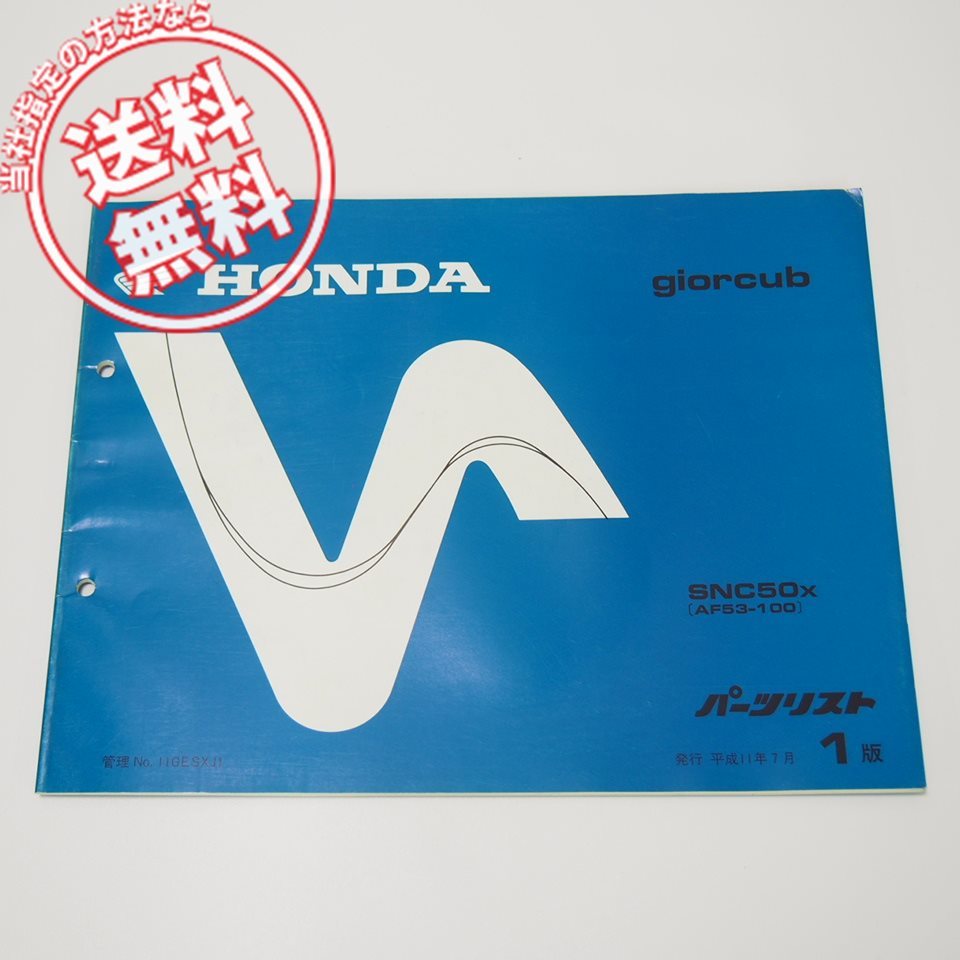 当社指定の方法なら
送料
無料
HONDA
giorcub
SNC50X
[AF53-100]
パーツリスト
管理 No. 11GESXJ1
発行 平成11年7月
1版